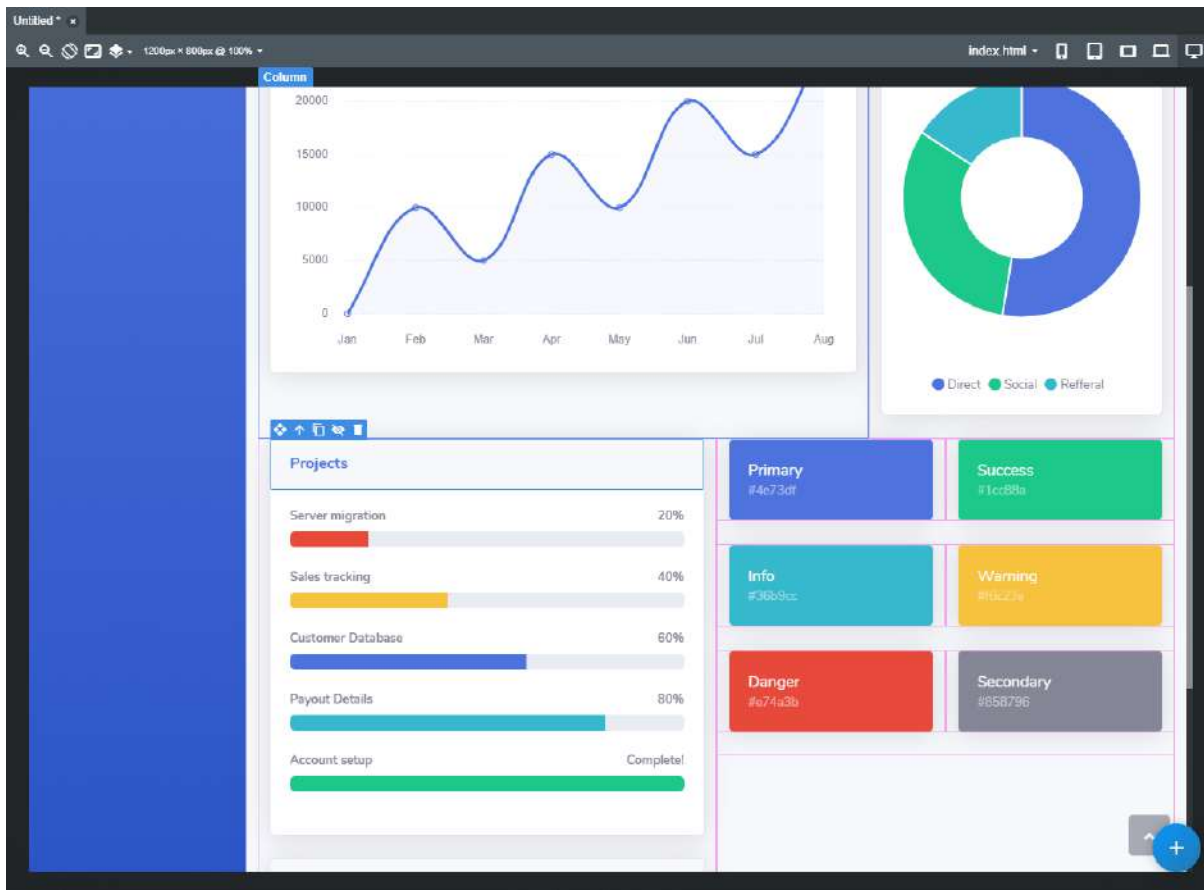 Untitled *
1200px × 800px @ 100%
index.html
Column
20000
15000
10000
5000
0
Jan Feb Mar Apr May Jun Jul Aug
Direct Social Refferal
Projects
Server migration 20%
Sales tracking 40%
Customer Database 60%
Payout Details 80%
Account setup Complete!
Primary
#4e73df
Success
#1cc88a
Info
#36b9cc
Warning
#f6c23e
Danger
#e74a3b
Secondary
#858796